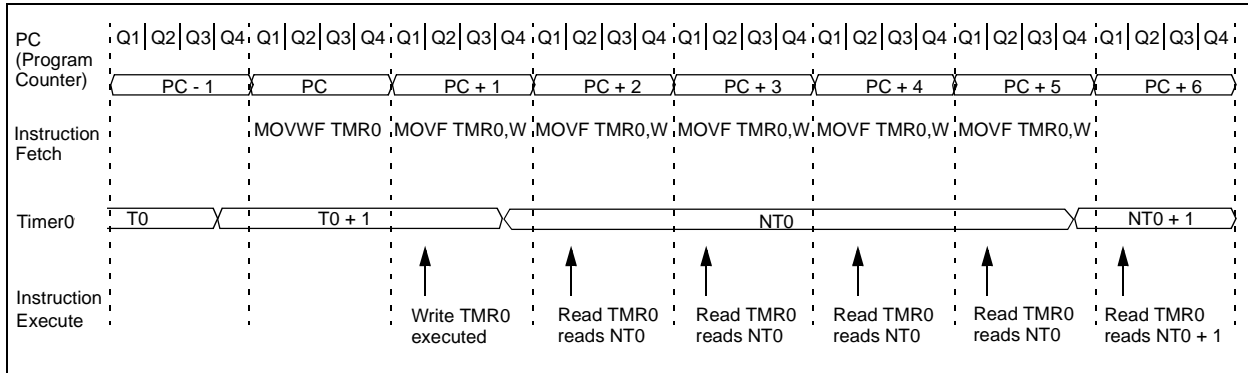 PC
(Program
Counter)
Q1 Q2 Q3 Q4 Q1 Q2 Q3 Q4 Q1 Q2 Q3 Q4 Q1 Q2 Q3 Q4 Q1 Q2 Q3 Q4 Q1 Q2 Q3 Q4 Q1 Q2 Q3 Q4 Q1 Q2 Q3 Q4
PC - 1 PC PC + 1 PC + 2 PC + 3 PC + 4 PC + 5 PC + 6
Instruction
Fetch
MOVWF TMR0 MOVF TMR0,W MOVF TMR0,W MOVF TMR0,W MOVF TMR0,W MOVF TMR0,W
Timer0
T0 T0 + 1 NT0 NT0 + 1
Instruction
Execute
Write TMR0
executed
Read TMR0
reads NT0
Read TMR0
reads NT0
Read TMR0
reads NT0
Read TMR0
reads NT0
Read TMR0
reads NT0 + 1